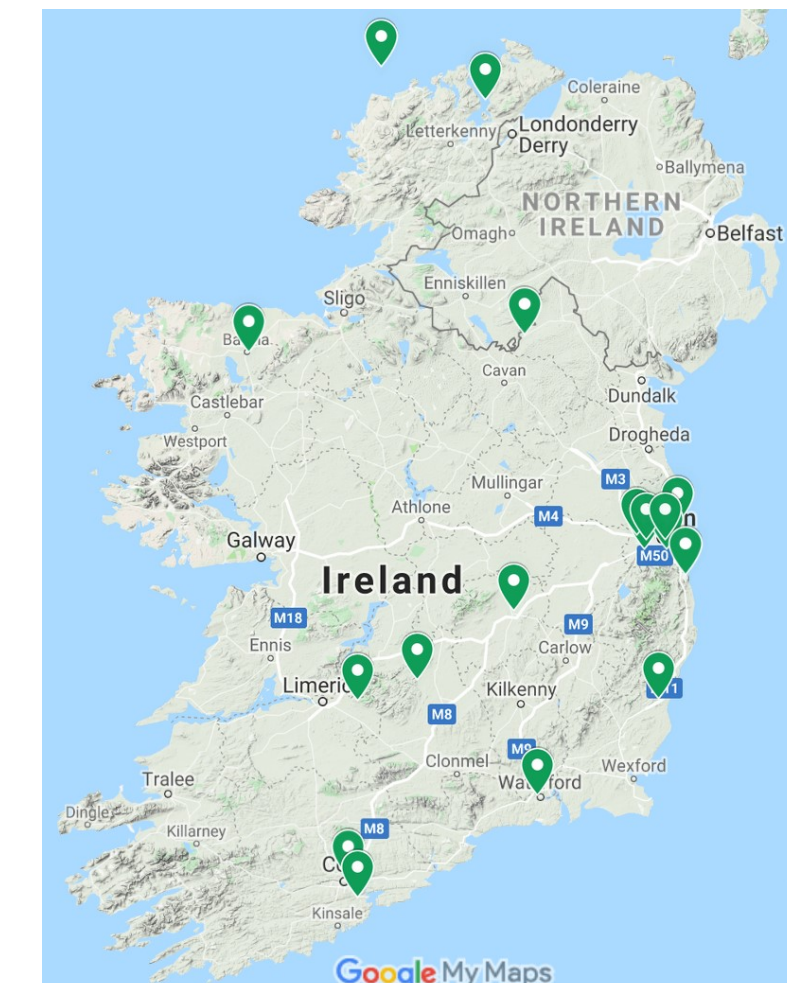 Coleraine
Letterkenny
Londonderry
Derry
Ballymena
NORTHERN
IRELAND
Omagh
Belfast
Enniskillen
Sligo
Cavan
Castlebar
Dundalk
Westport
Drogheda
M3
Mullingar
Athlone
M4
Galway
M50
Ireland
M18
M9
Ennis
Carlow
Kilkenny
M8
M9
Clonmel
Wexford
Tralee
Dingle
Killarney
M8
Kinsale
Google My Maps